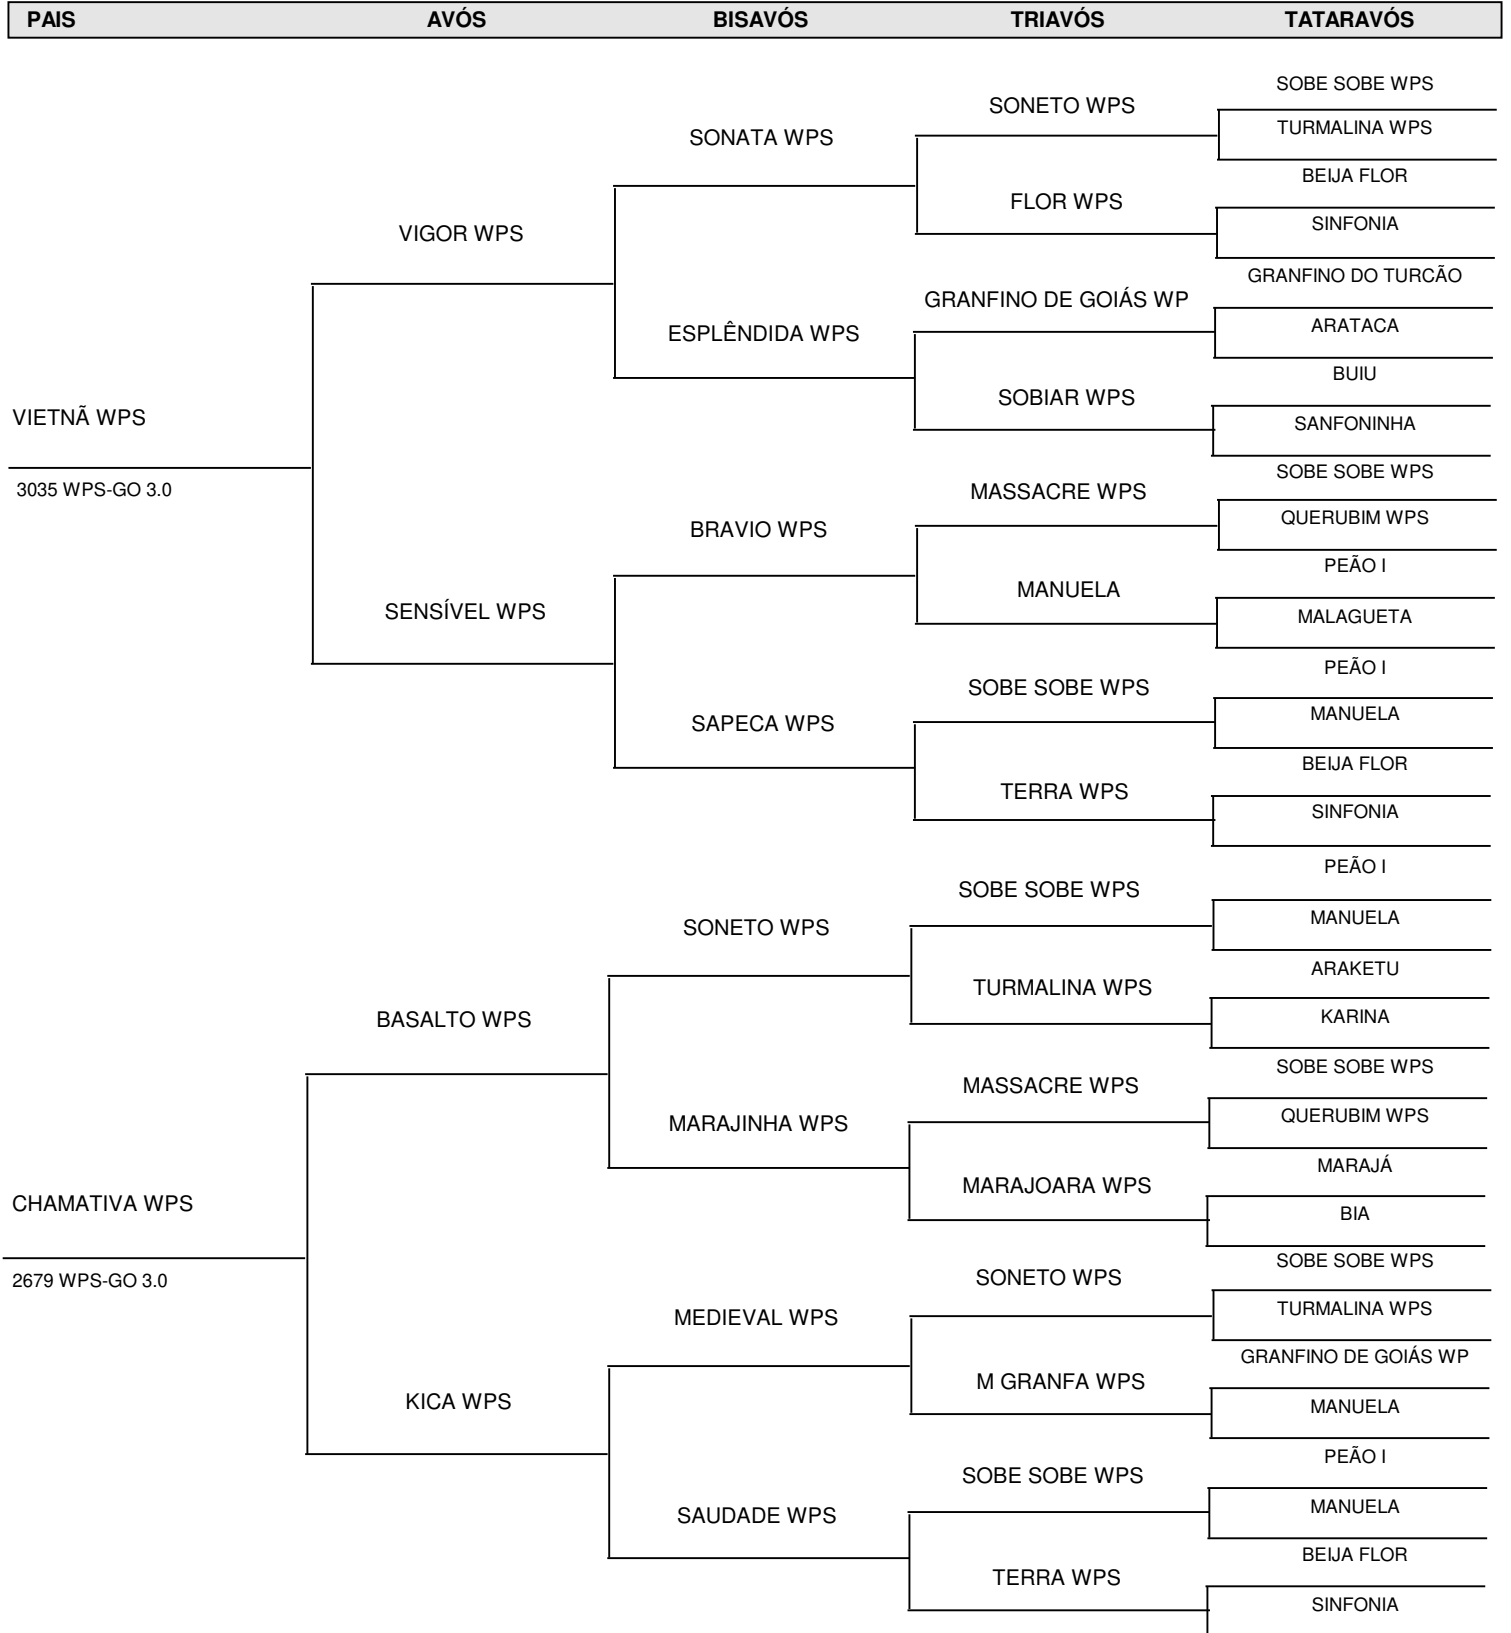 PAIS AVÓS BISAVÓS TRIAVÓS TATARAVÓS
SOBE SOBE WPS
SONETO WPS
TURMALINA WPS
SONATA WPS
BEIJA FLOR
FLOR WPS
SINFONIA
VIGOR WPS
GRANFINO DO TURCÃO
GRANFINO DE GOIÁS WP
ARATACA
ESPLÊNDIDA WPS
BUIU
SOBIAR WPS
SANFONINHA
VIETNÃ WPS
3035 WPS-GO 3.0
SOBE SOBE WPS
MASSACRE WPS
QUERUBIM WPS
BRAVIO WPS
PEÃO I
MANUELA
MALAGUETA
SENSÍVEL WPS
PEÃO I
SOBE SOBE WPS
MANUELA
SAPECA WPS
BEIJA FLOR
TERRA WPS
SINFONIA
PEÃO I
SOBE SOBE WPS
MANUELA
SONETO WPS
ARAKETU
TURMALINA WPS
KARINA
BASALTO WPS
SOBE SOBE WPS
MASSACRE WPS
QUERUBIM WPS
MARAJINHA WPS
MARAJÁ
MARAJOARA WPS
BIA
CHAMATIVA WPS
2679 WPS-GO 3.0
SOBE SOBE WPS
SONETO WPS
TURMALINA WPS
MEDIEVAL WPS
GRANFINO DE GOIÁS WP
M GRANFA WPS
MANUELA
KICA WPS
PEÃO I
SOBE SOBE WPS
MANUELA
SAUDADE WPS
BEIJA FLOR
TERRA WPS
SINFONIA